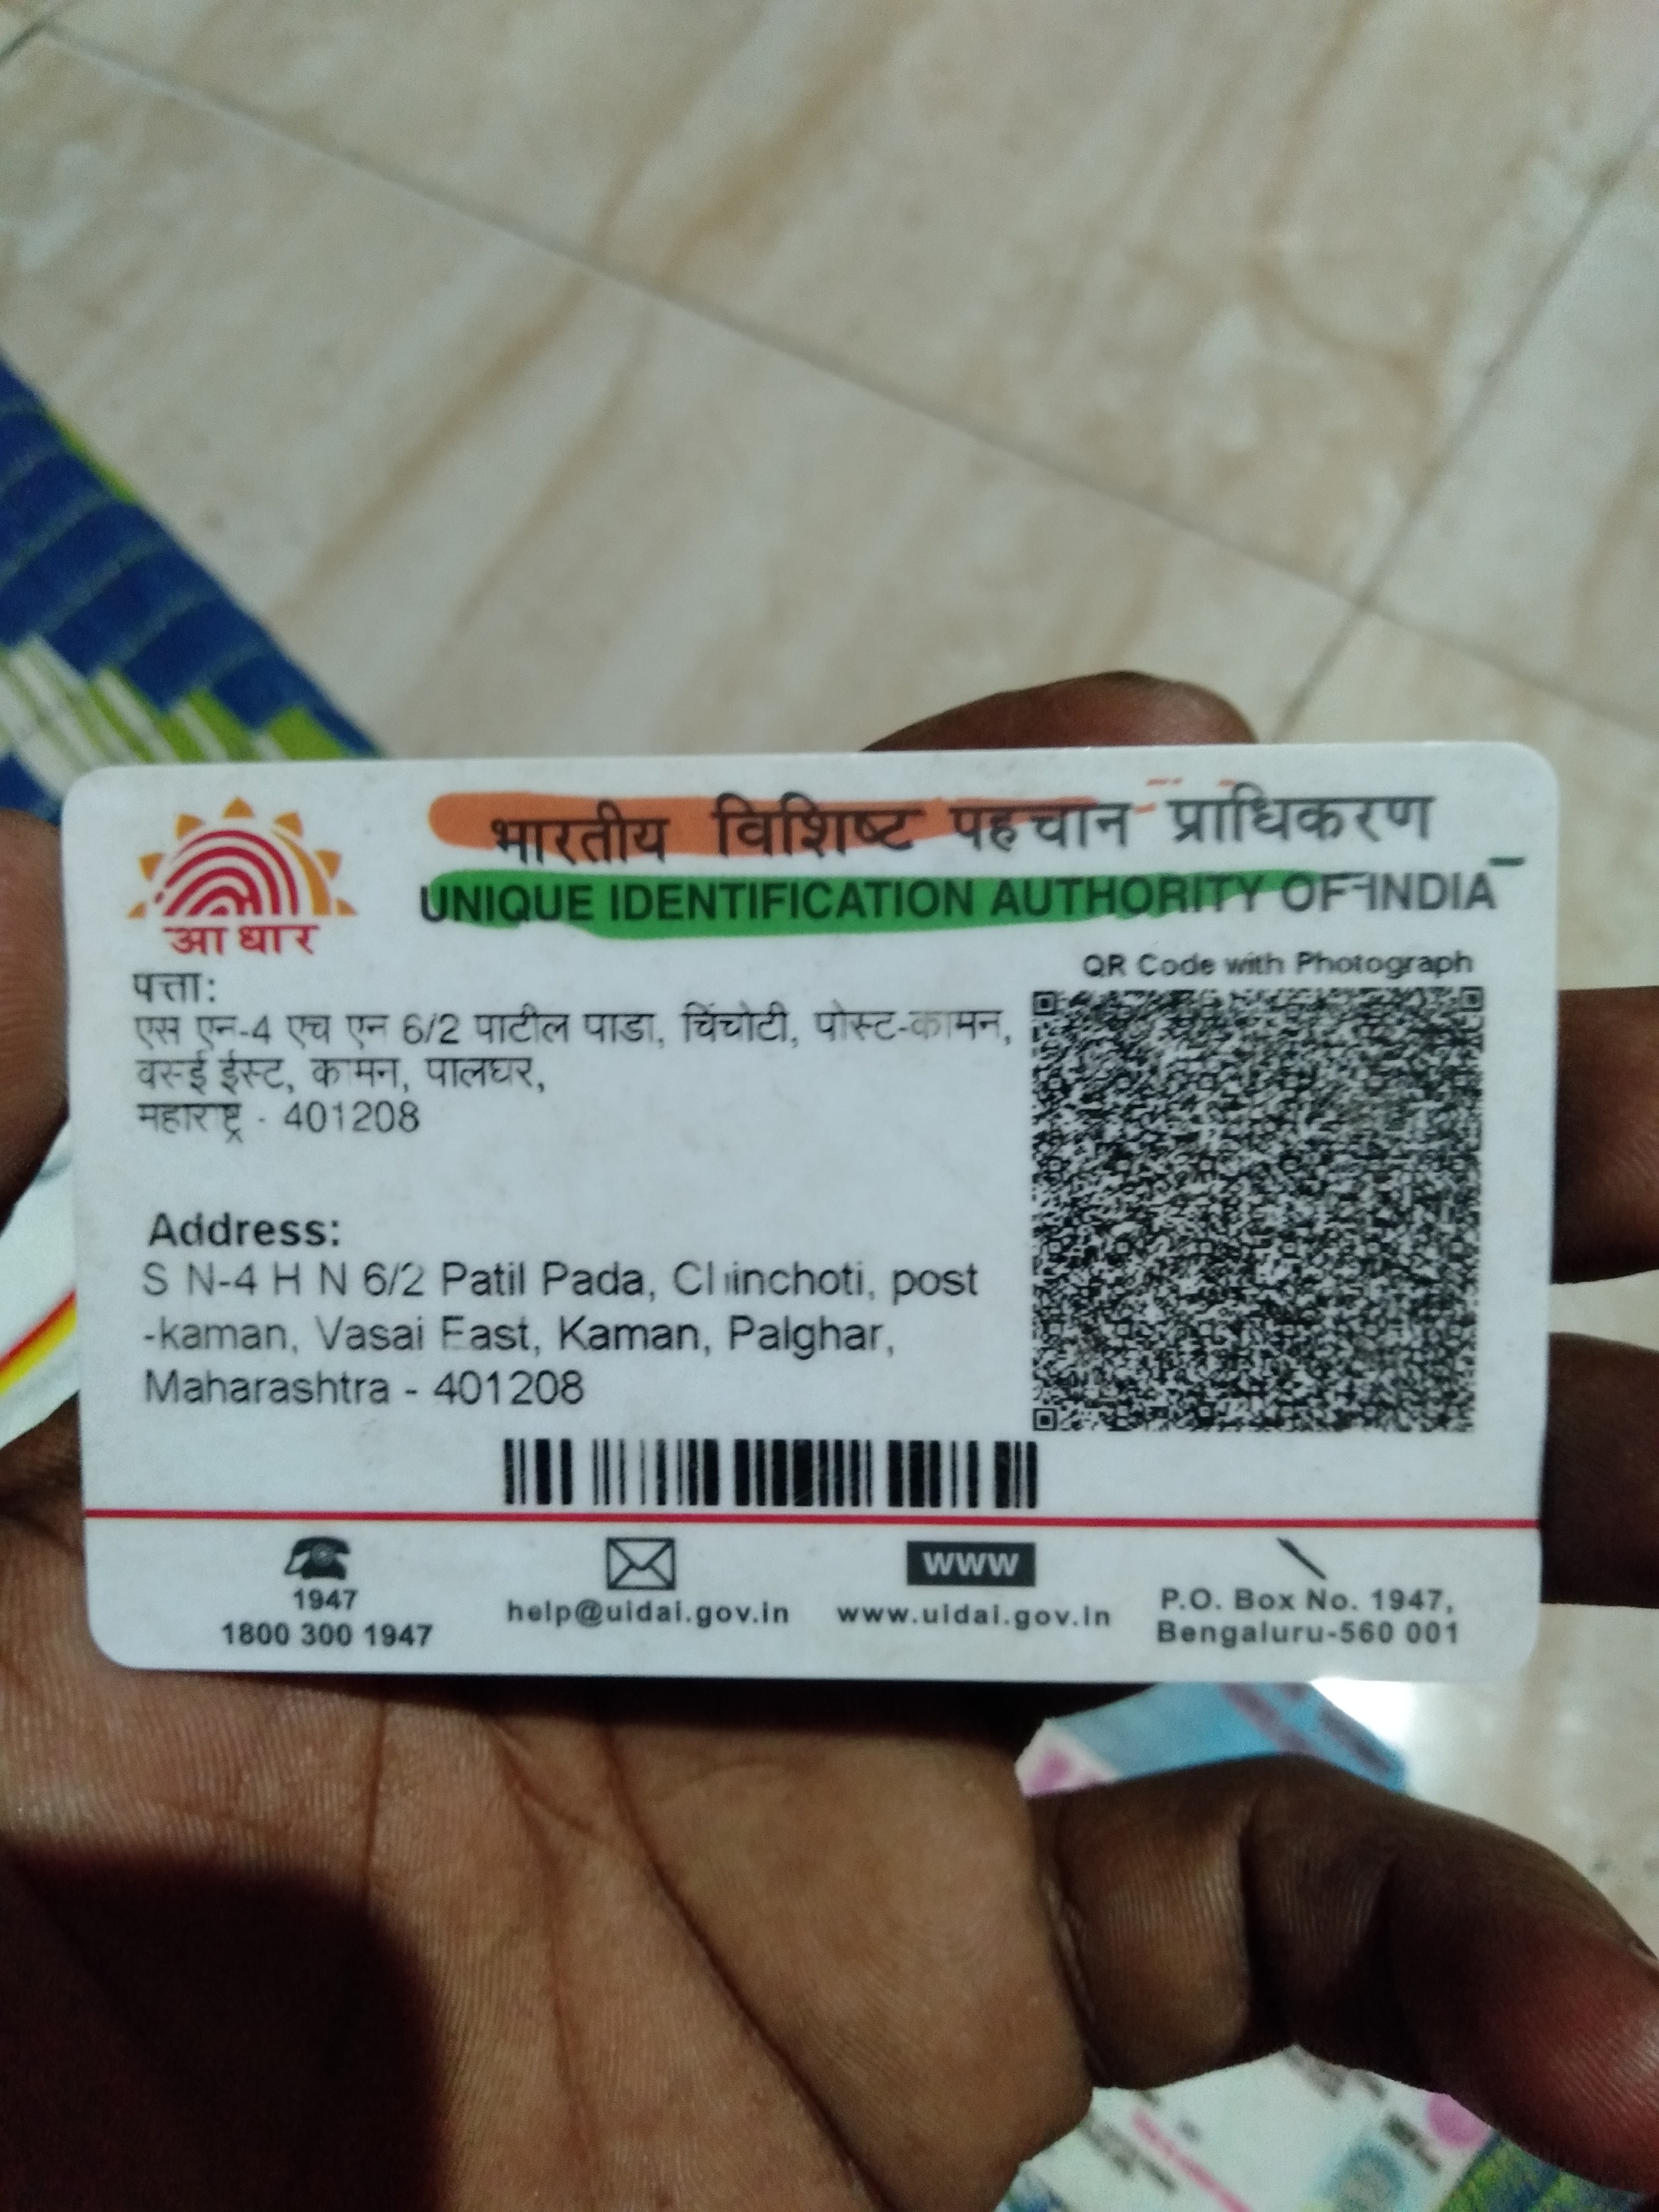 भारतीय विशिष्ट पहचान प्राधिकरण
UNIQUE IDENTIFICATION AUTHORITY OF INDIA
आधार
QR Code with Photograph
पत्ता:
एस एन-4 एच एन 6/2 पाटील पाडा, चिंचोटी, पोस्ट-कामन,
वसई ईस्ट, कामन, पालघर,
महाराष्ट्र - 401208
Address:
S N-4 H N 6/2 Patil Pada, Chinchoti, post
-kaman, Vasai East, Kaman, Palghar,
Maharashtra - 401208
1947
1800 300 1947
help@uidai.gov.in
www
www.uidai.gov.in
P.O. Box No. 1947,
Bengaluru-560 001